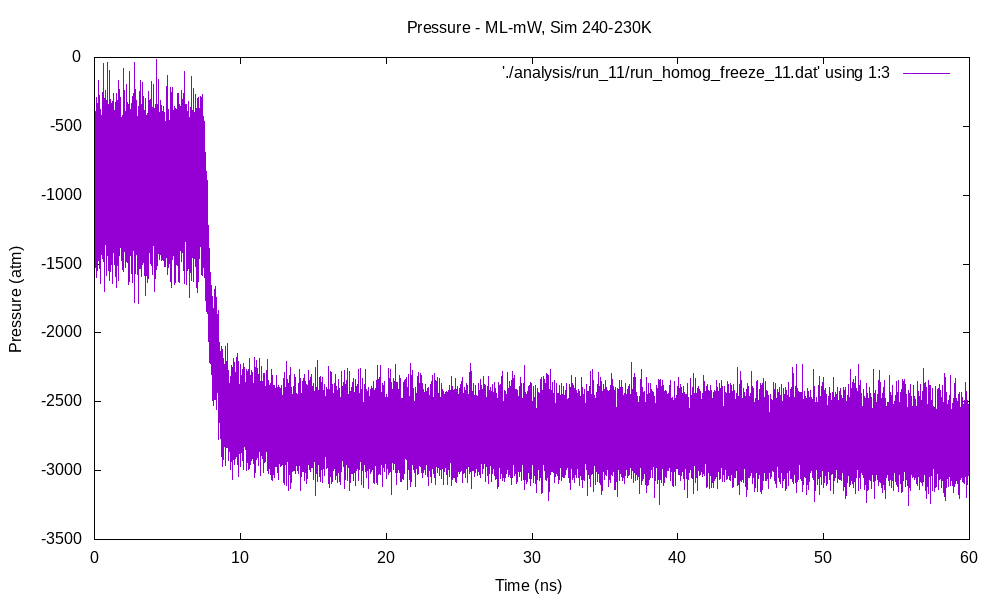 Pressure - ML-mW, Sim 240-230K
'./analysis/run_11/run_homog_freeze_11.dat' using 1:3
0
-500
-1000
-1500
-2000
-2500
-3000
-3500
Pressure (atm)
0 10 20 30 40 50 60
Time (ns)